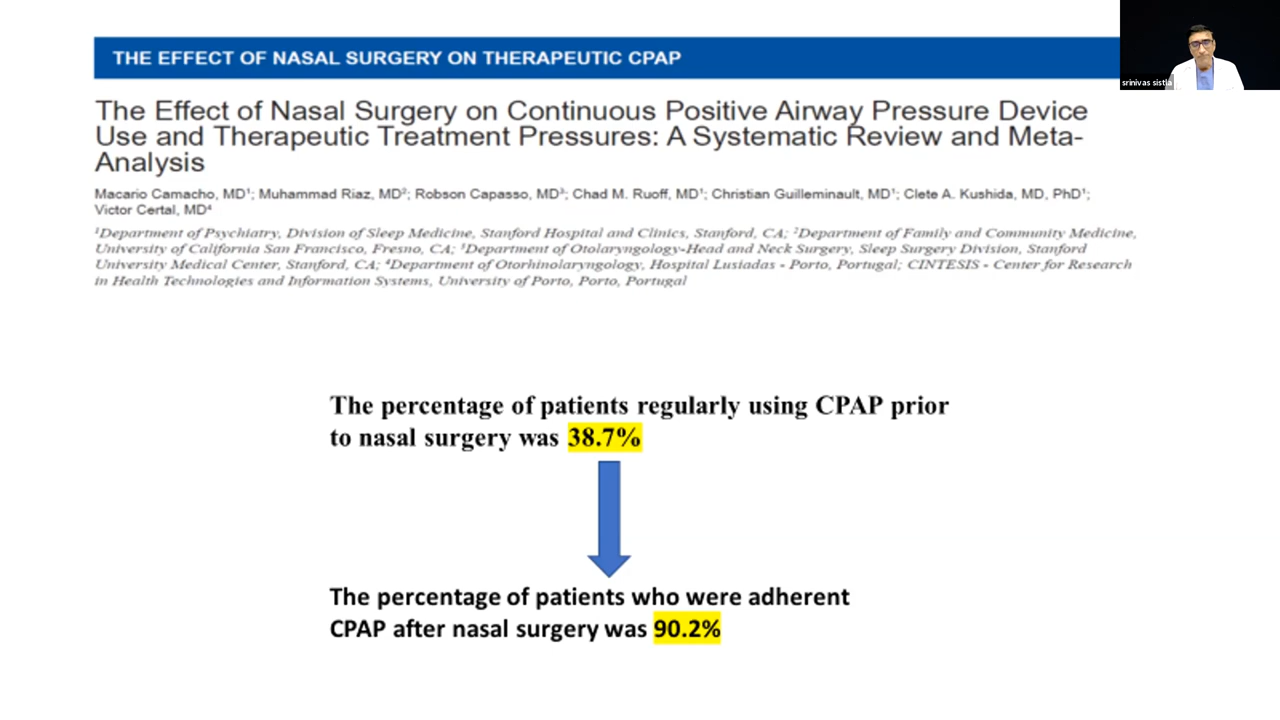 THE EFFECT OF NASAL SURGERY ON THERAPEUTIC CPAP
The Effect of Nasal Surgery on Continuous Positive Airway Pressure Device
Use and Therapeutic Treatment Pressures: A Systematic Review and Meta-
Analysis
Macario Camacho, MD¹; Muhammad Riaz, MD²; Robson Capasso, MD³; Chad M. Ruoff, MD¹; Christian Guilleminault, MD¹; Clete A. Kushida, MD, PhD¹;
Victor Certal, MD⁴
¹Department of Psychiatry, Division of Sleep Medicine, Stanford Hospital and Clinics, Stanford, CA; ²Department of Family and Community Medicine,
University of California San Francisco, Fresno, CA; ³Department of Otolaryngology-Head and Neck Surgery, Sleep Surgery Division, Stanford
University Medical Center, Stanford, CA; ⁴Department of Otorhinolaryngology, Hospital Lusiadas - Porto, Portugal; CINTESIS - Center for Research
in Health Technologies and Information Systems, University of Porto, Porto, Portugal
srinivas sistla
The percentage of patients regularly using CPAP prior
to nasal surgery was 38.7%
The percentage of patients who were adherent
CPAP after nasal surgery was 90.2%